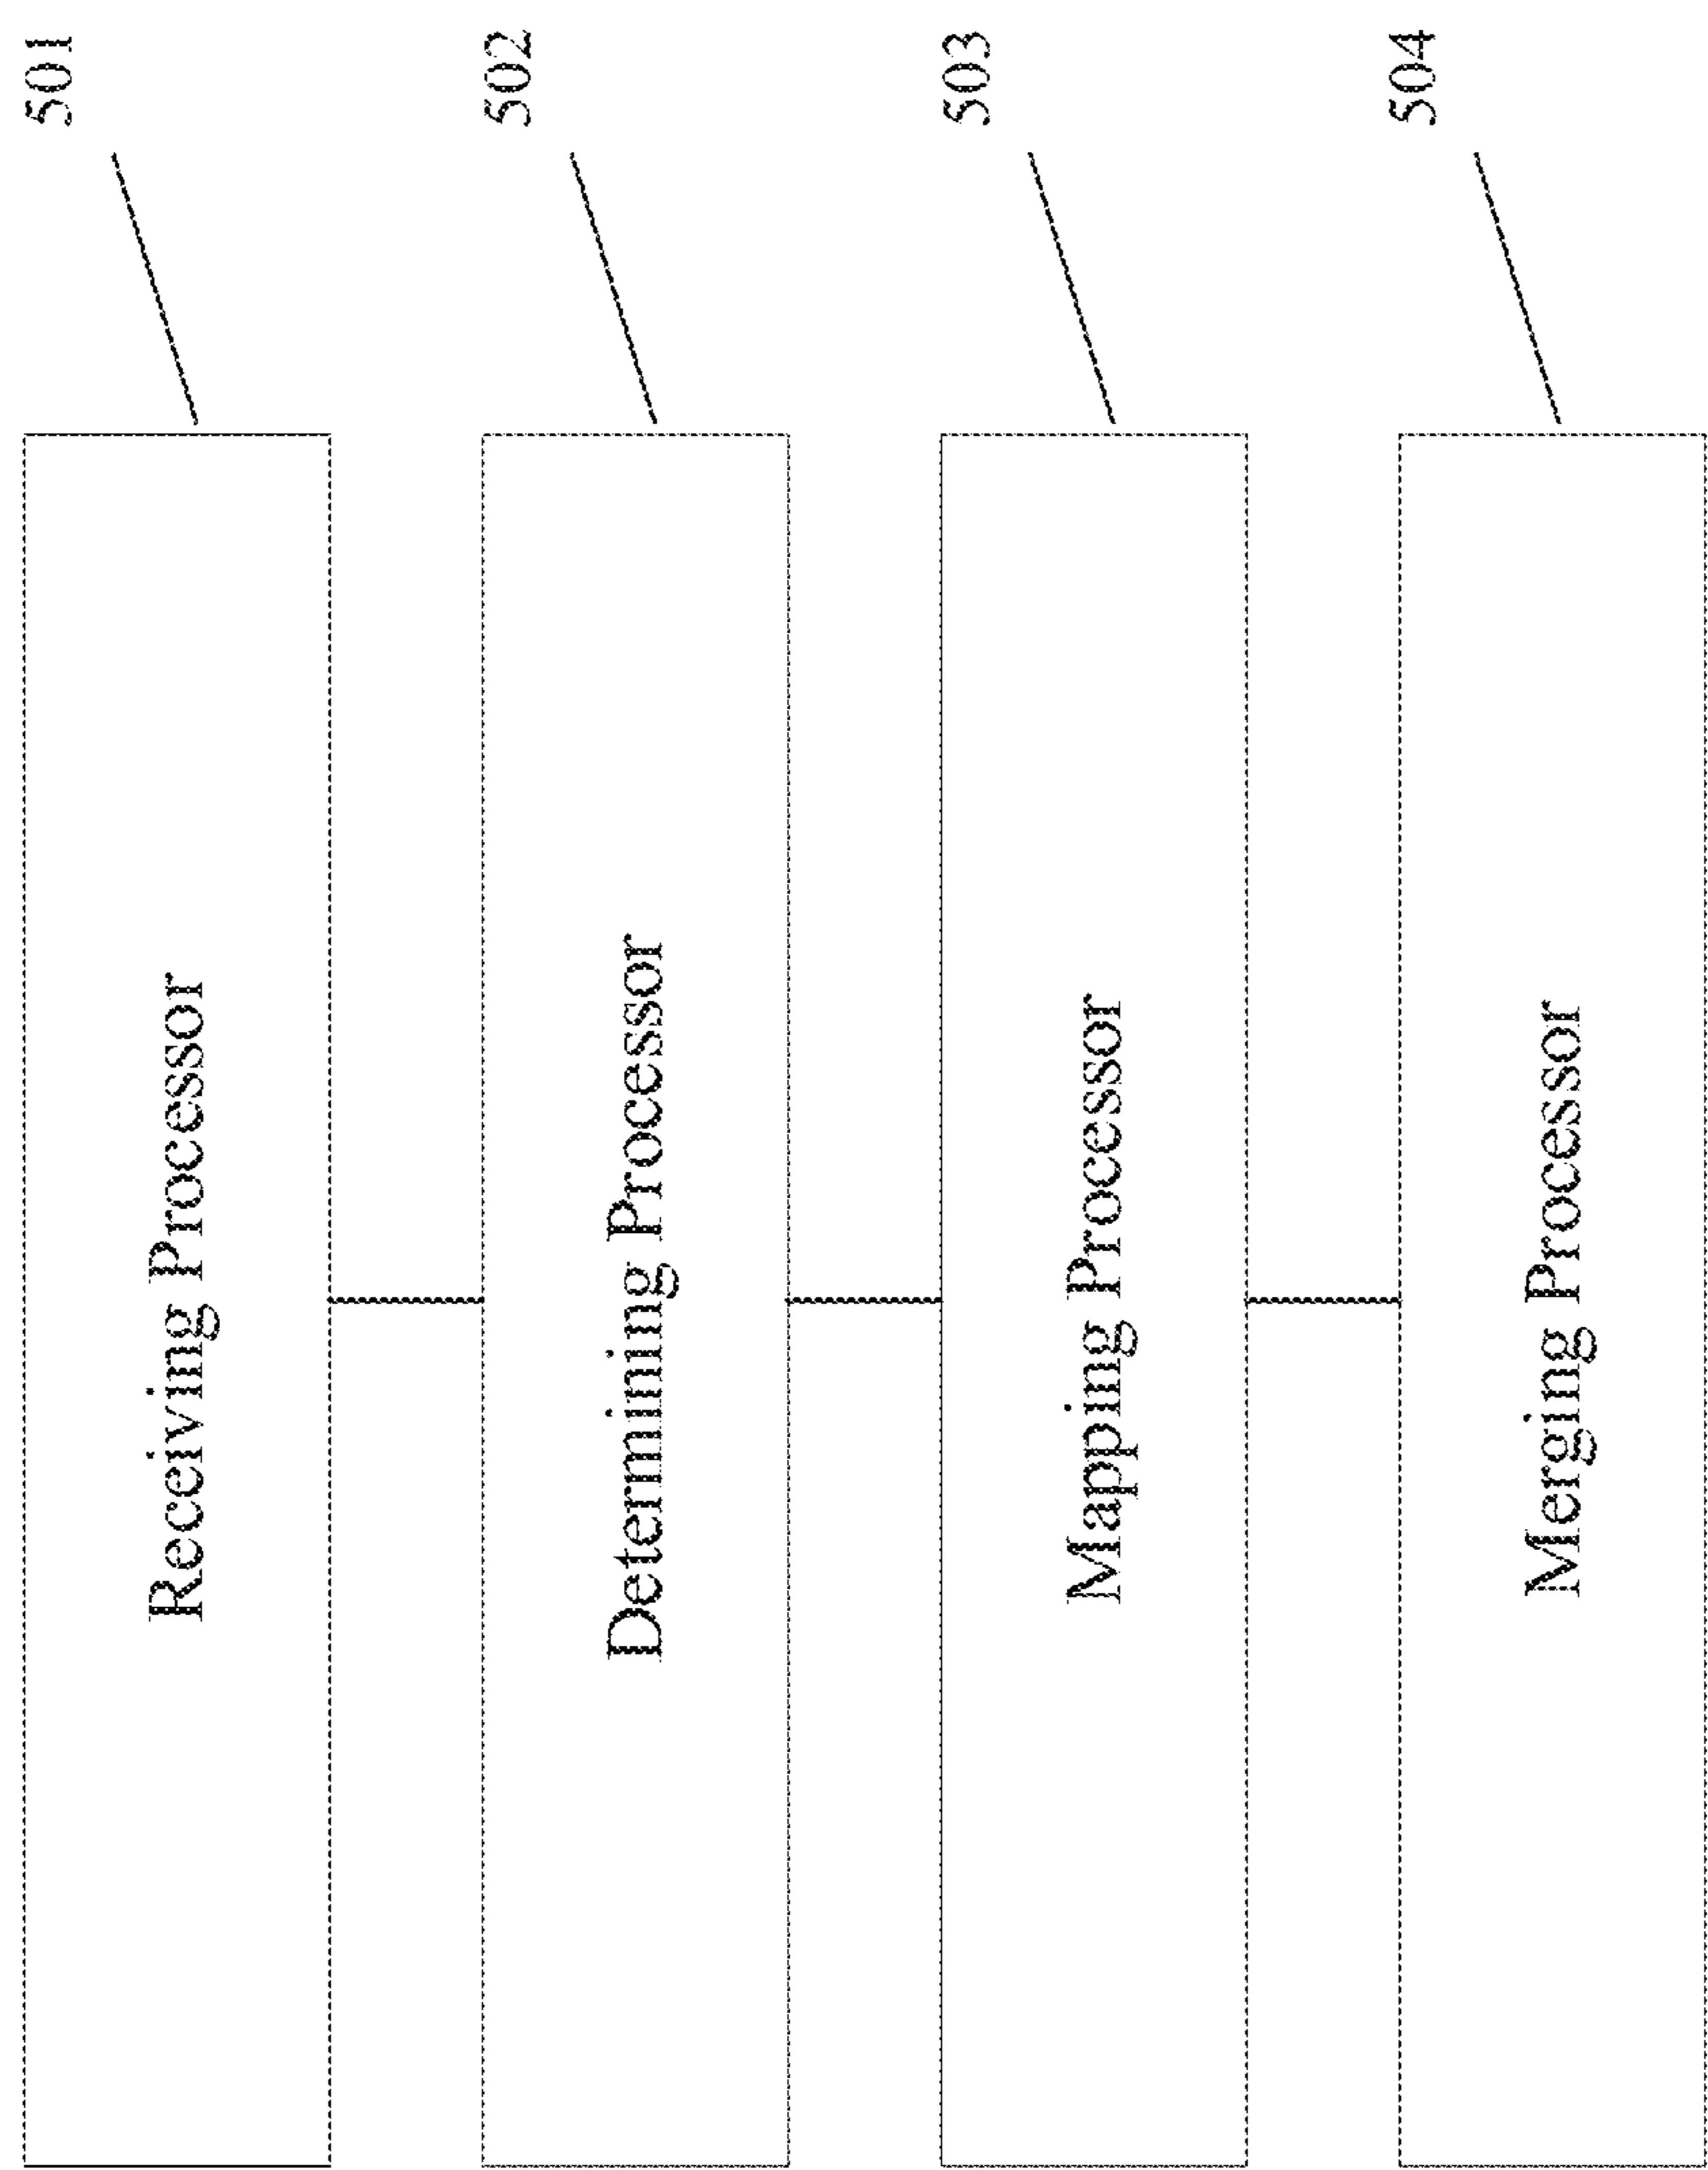 Receiving Processor
501
Determining Processor
502
Mapping Processor
503
Merging Processor
504